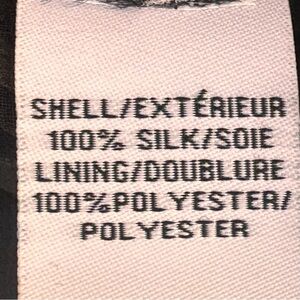 SHELL/EXTÉRIEUR
100% SILK/SOIE
LINING/DOUBLURE
100%POLYESTER/
POLYESTER